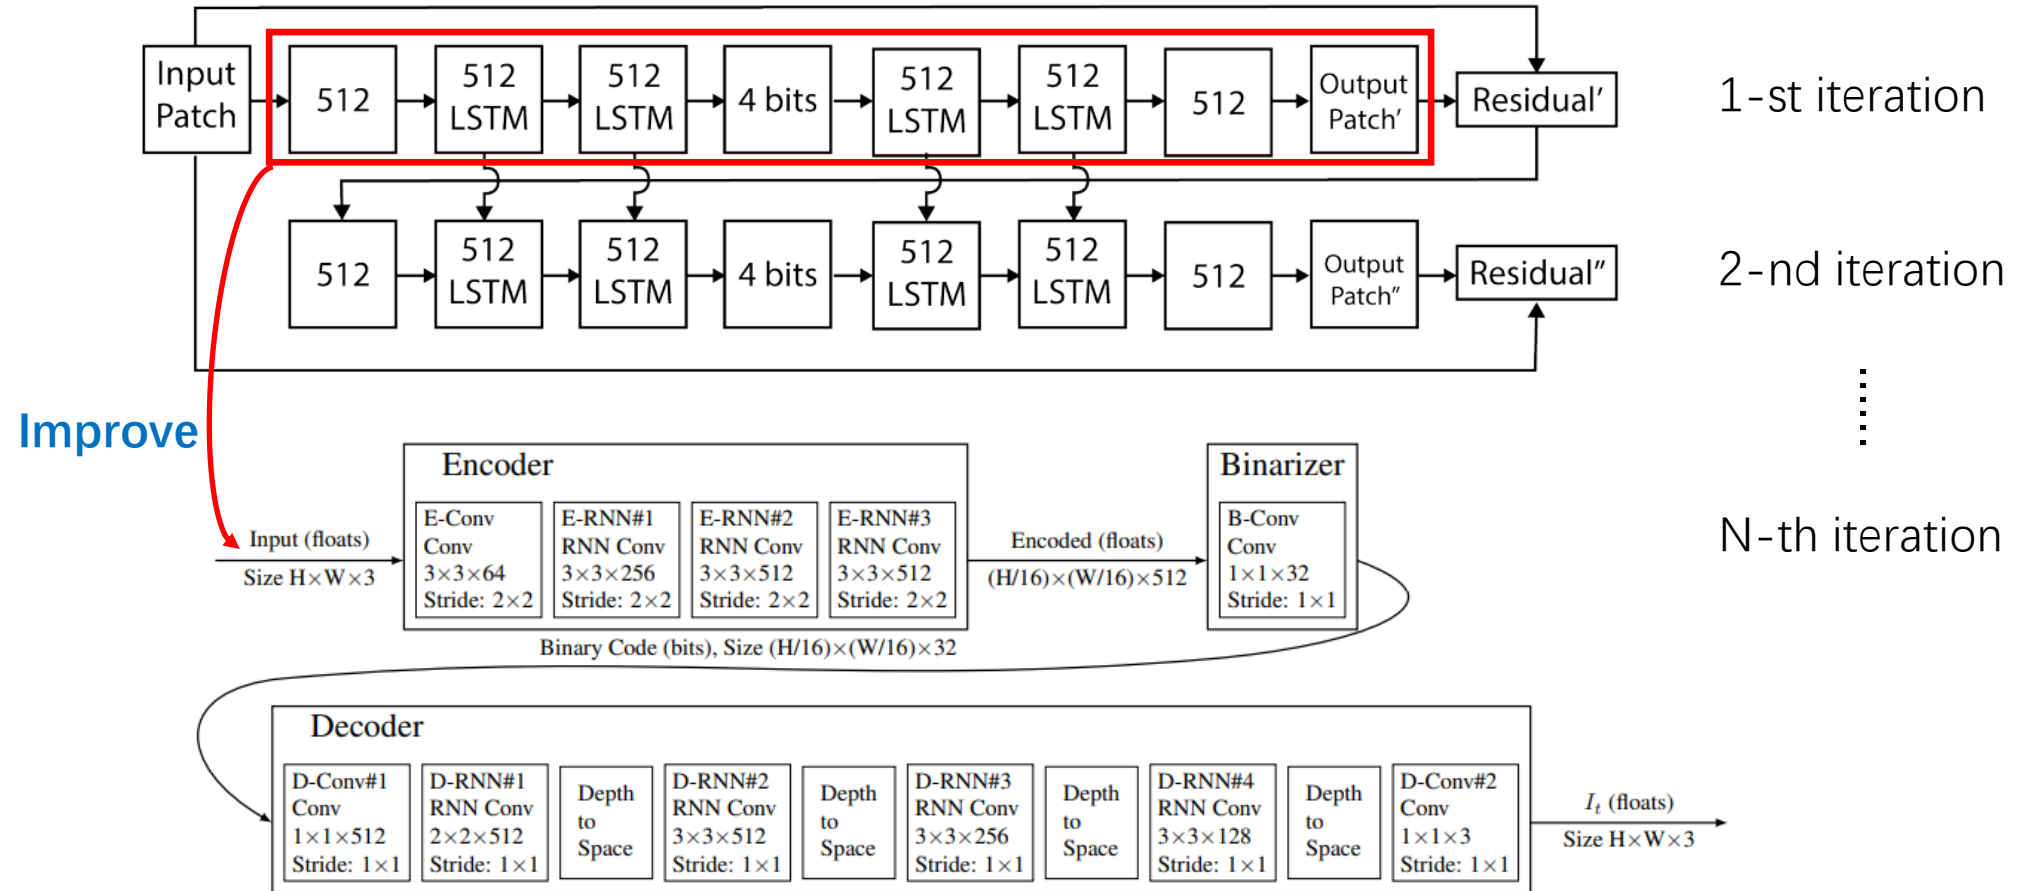 Input
Patch
512
512
LSTM
512
LSTM
4 bits
512
LSTM
512
LSTM
512
Output
Patch'
Residual'
1-st iteration
512
512
LSTM
512
LSTM
4 bits
512
LSTM
512
LSTM
512
Output
Patch"
Residual"
2-nd iteration
Improve
N-th iteration
Input (floats)
Size H×W×3
Encoder
E-Conv
Conv
3×3×64
Stride: 2×2
E-RNN#1
RNN Conv
3×3×256
Stride: 2×2
E-RNN#2
RNN Conv
3×3×512
Stride: 2×2
E-RNN#3
RNN Conv
3×3×512
Stride: 2×2
Encoded (floats)
(H/16)×(W/16)×512
Binarizer
B-Conv
Conv
1×1×32
Stride: 1×1
Binary Code (bits), Size (H/16)×(W/16)×32
Decoder
D-Conv#1
Conv
1×1×512
Stride: 1×1
D-RNN#1
RNN Conv
2×2×512
Stride: 1×1
Depth
to
Space
D-RNN#2
RNN Conv
3×3×512
Stride: 1×1
Depth
to
Space
D-RNN#3
RNN Conv
3×3×256
Stride: 1×1
Depth
to
Space
D-RNN#4
RNN Conv
3×3×128
Stride: 1×1
Depth
to
Space
D-Conv#2
Conv
1×1×3
Stride: 1×1
I_t (floats)
Size H×W×3